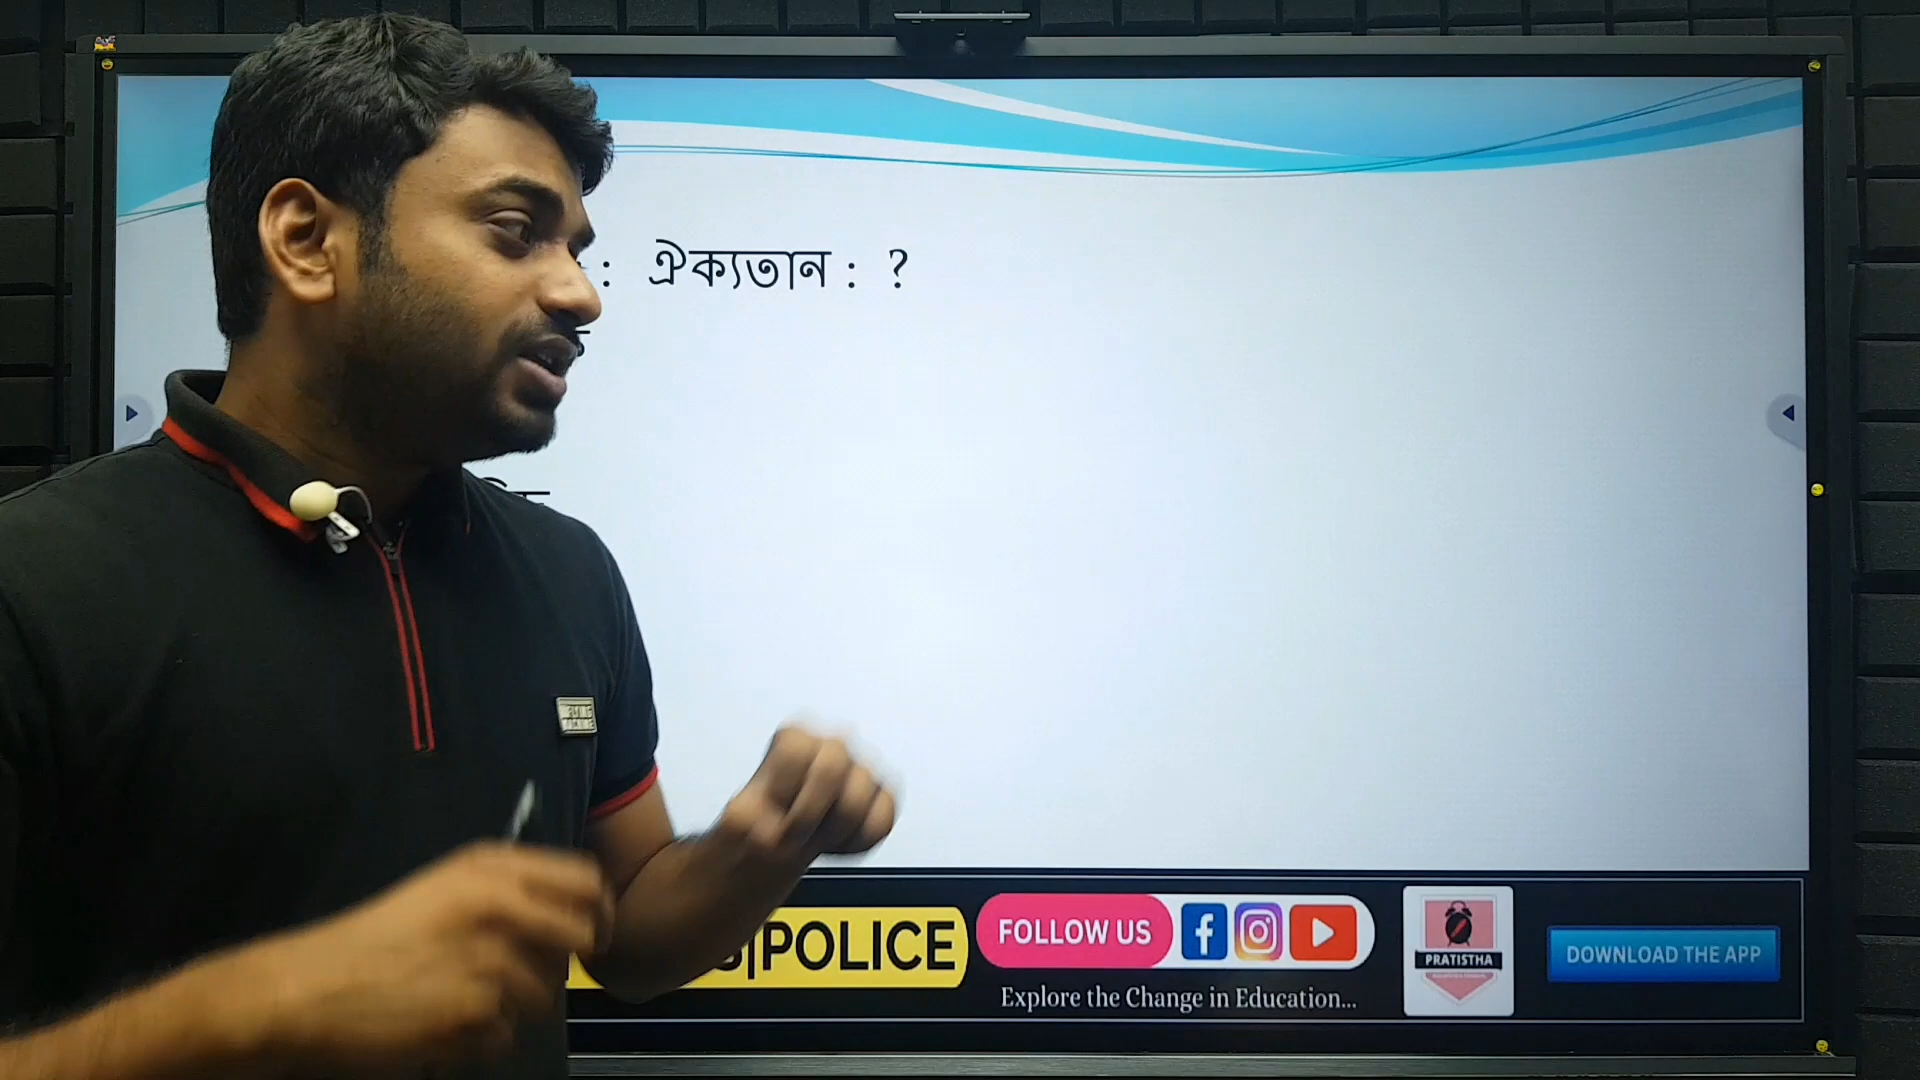 : ঐক্যতান : ?
|POLICE
FOLLOW US
Explore the Change in Education...
PRATISTHA
DOWNLOAD THE APP